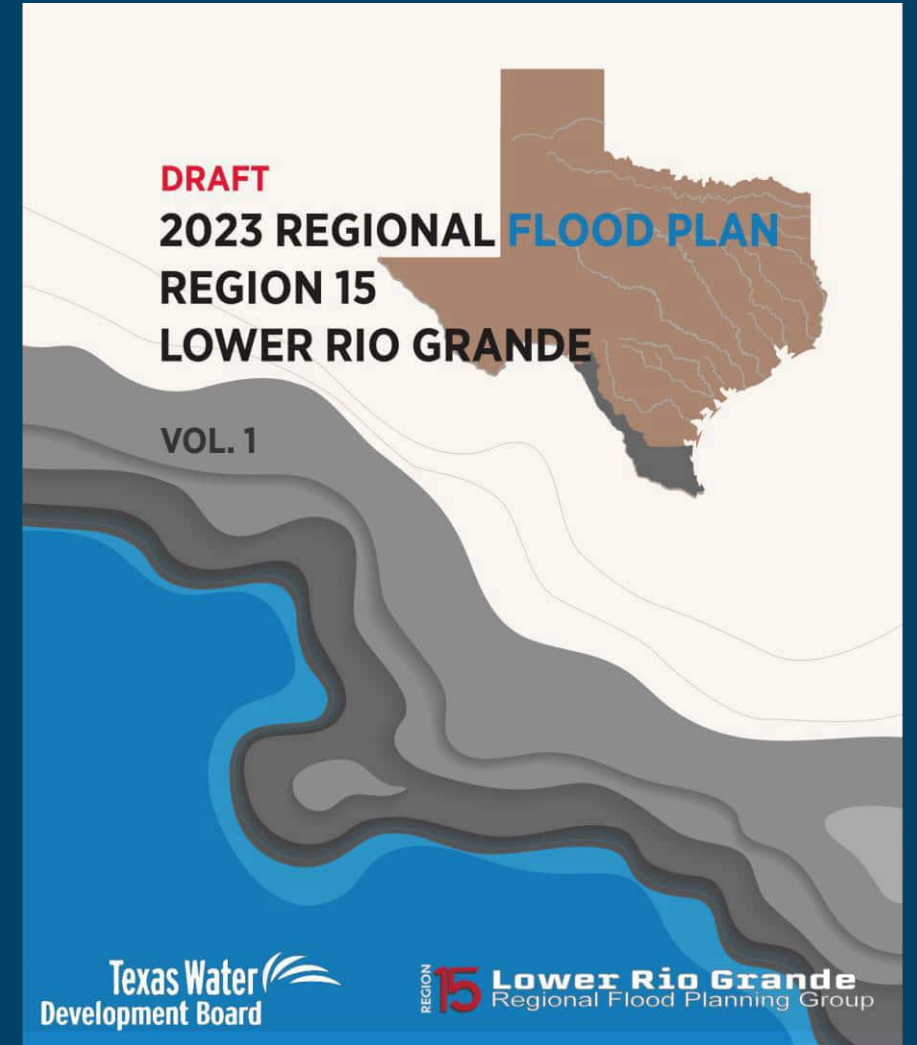 DRAFT
2023 REGIONAL FLOOD PLAN
REGION 15
LOWER RIO GRANDE
VOL. 1
Texas Water
Development Board
REGION 15 Lower Rio Grande
Regional Flood Planning Group